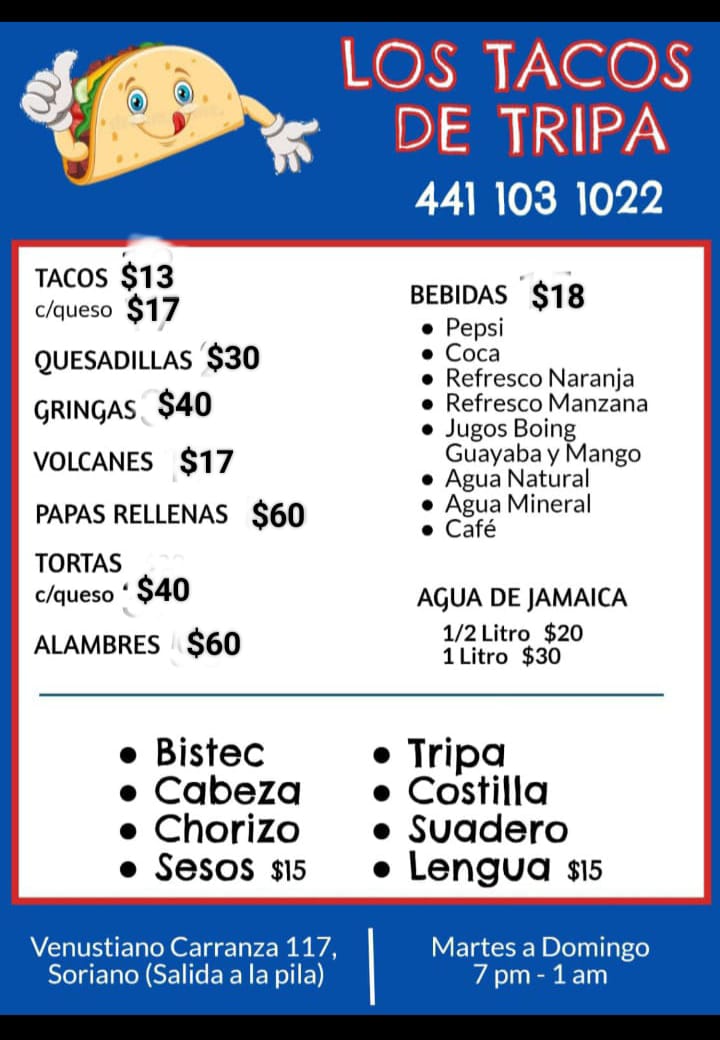 LOS TACOS
DE TRIPA
441 103 1022
TACOS $13
c/queso $17
QUESADILLAS $30
GRINGAS $40
VOLCANES $17
PAPAS RELLENAS $60
TORTAS
c/queso $40
ALAMBRES $60
BEBIDAS $18
• Pepsi
• Coca
• Refresco Naranja
• Refresco Manzana
• Jugos Boing
Guayaba y Mango
• Agua Natural
• Agua Mineral
• Café
AGUA DE JAMAICA
1/2 Litro $20
1 Litro $30
• Bistec
• Cabeza
• Chorizo
• Sesos $15
• Tripa
• Costilla
• Suadero
• Lengua $15
Venustiano Carranza 117,
Soriano (Salida a la pila)
Martes a Domingo
7 pm - 1 am